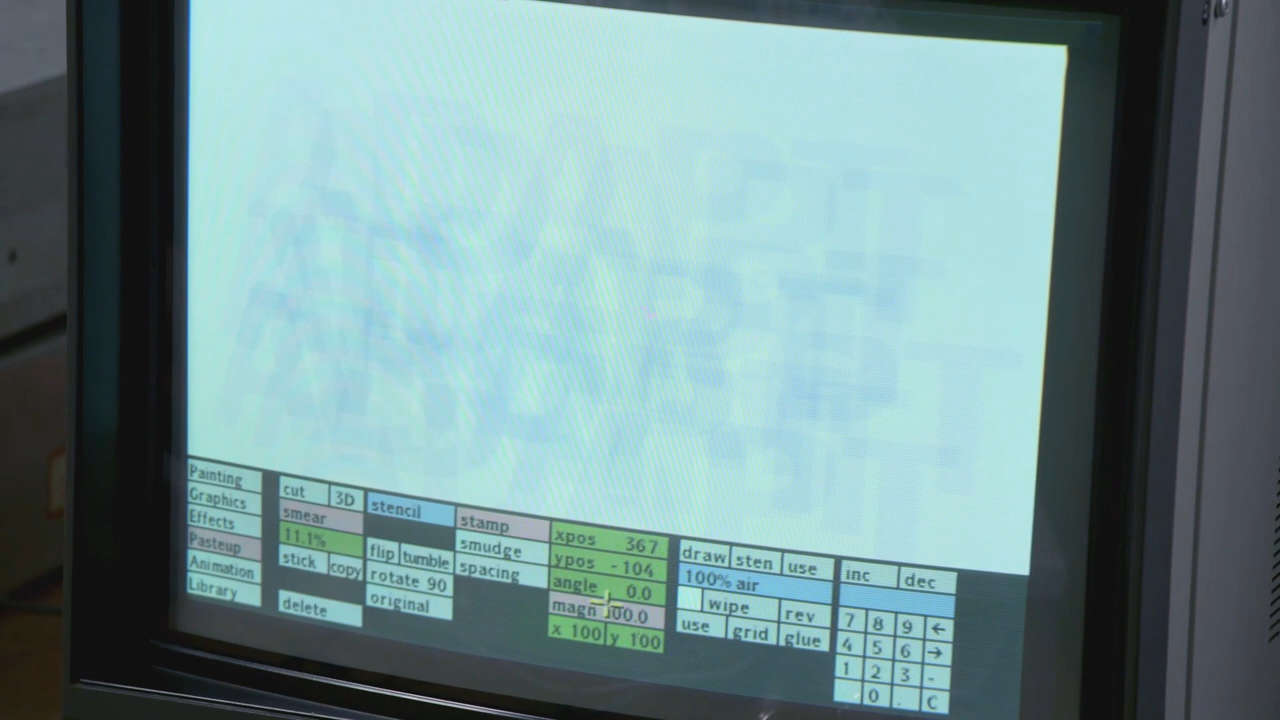 Painting
Graphics
Effects
Pasteup
Animation
Library
cut 3D
smear
11.1%
stick copy
delete
stencil
flip tumble
rotate 90
original
stamp
smudge
spacing
xpos 367
ypos -104
angle 0.0
magn 100.0
x 100 y 100
draw sten use
100% air
wipe rev
use grid glue
inc dec
7 8 9 ←
4 5 6 →
1 2 3 -
0 . C